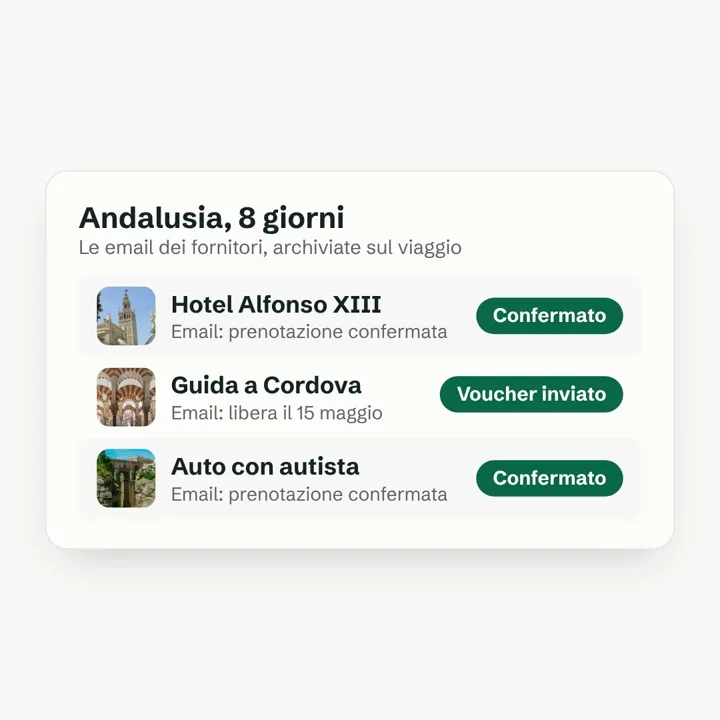 Andalusia, 8 giorni
Le email dei fornitori, archiviate sul viaggio
Hotel Alfonso XIII
Email: prenotazione confermata
Confermato
Guida a Cordova
Email: libera il 15 maggio
Voucher inviato
Auto con autista
Email: prenotazione confermata
Confermato